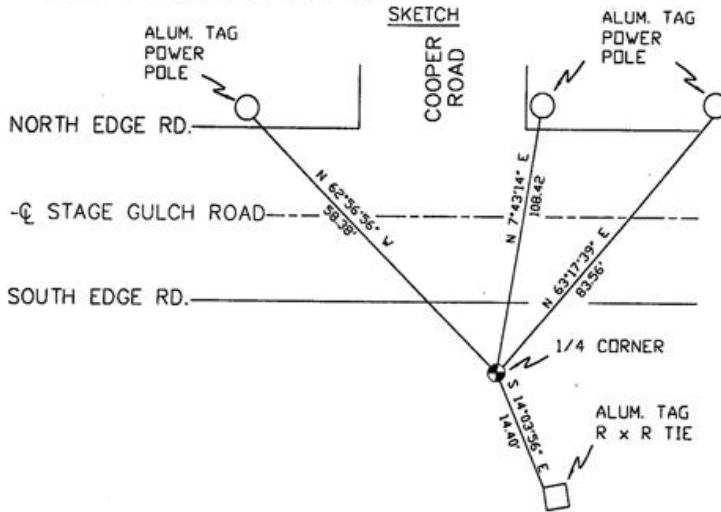 SKETCH
ALUM. TAG
POWER
POLE
COOPER
ROAD
ALUM. TAG
POWER
POLE
NORTH EDGE RD.
N 62°56'56" W
58.38'
N 7°43'14" E
108.42
N 63°17'39" E
83.56'
-℄ STAGE GULCH ROAD
SOUTH EDGE RD.
1/4 CORNER
S 14°03'56" E
14.40'
ALUM. TAG
R x R TIE